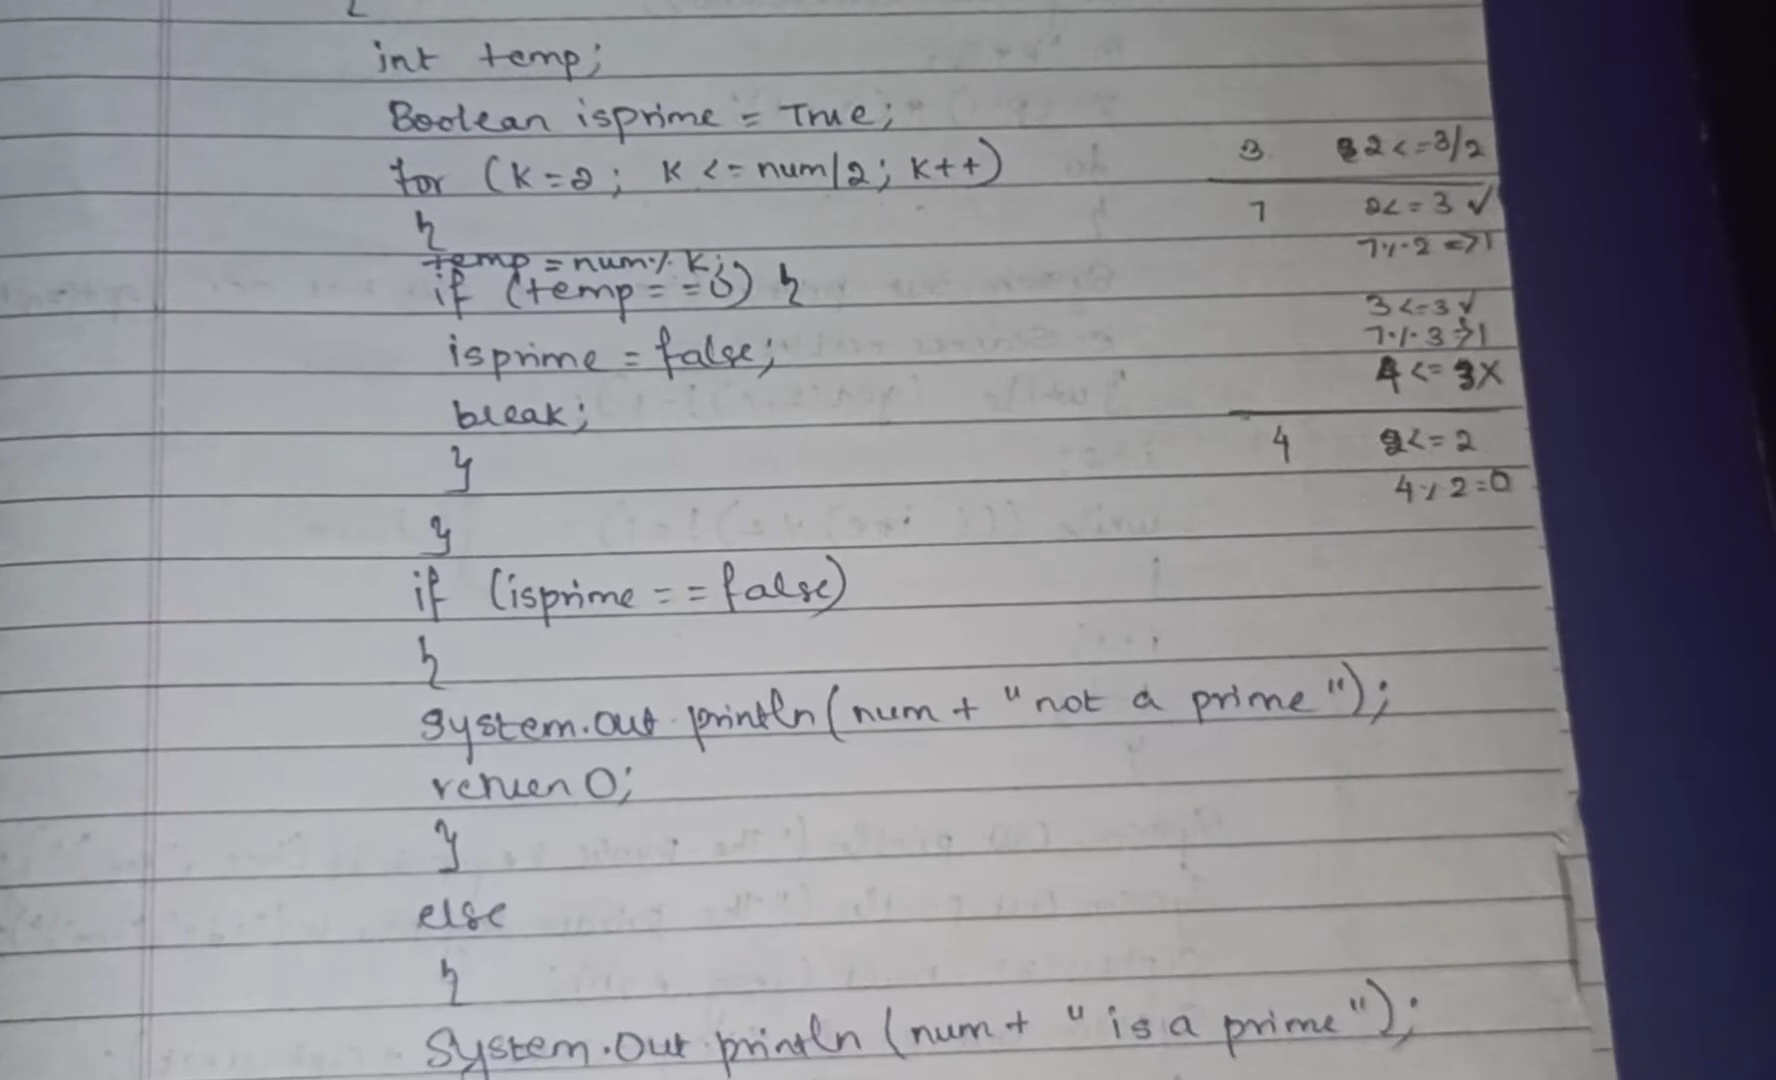 {
int temp;
Boolean isprime = True;
for (k=2; k <= num/2; k++)
{
temp = num % k;
if (temp == 0) {
isprime = false;
break;
}
}
if (isprime == false)
{
System.out.println(num + "not a prime");
return 0;
}
else
{
System.out.println(num + "is a prime");
3 2<=3/2
7 2<=3 ✓
7%2 =>1
3<=3 ✓
7%3 =>1
4<=3 X
4 2<=2
4%2=0